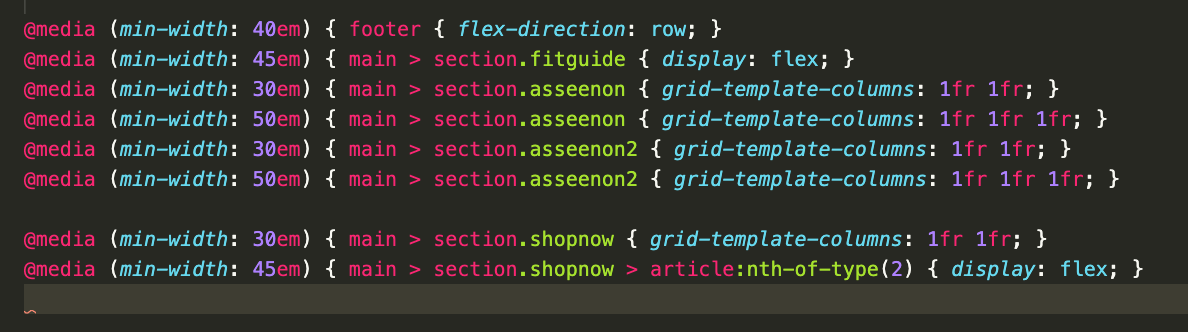 @media (min-width: 40em) { footer { flex-direction: row; }
@media (min-width: 45em) { main > section.fitguide { display: flex; }
@media (min-width: 30em) { main > section.asseenon { grid-template-columns: 1fr 1fr; }
@media (min-width: 50em) { main > section.asseenon { grid-template-columns: 1fr 1fr 1fr; }
@media (min-width: 30em) { main > section.asseenon2 { grid-template-columns: 1fr 1fr; }
@media (min-width: 50em) { main > section.asseenon2 { grid-template-columns: 1fr 1fr 1fr; }
@media (min-width: 30em) { main > section.shopnow { grid-template-columns: 1fr 1fr; }
@media (min-width: 45em) { main > section.shopnow > article:nth-of-type(2) { display: flex; }